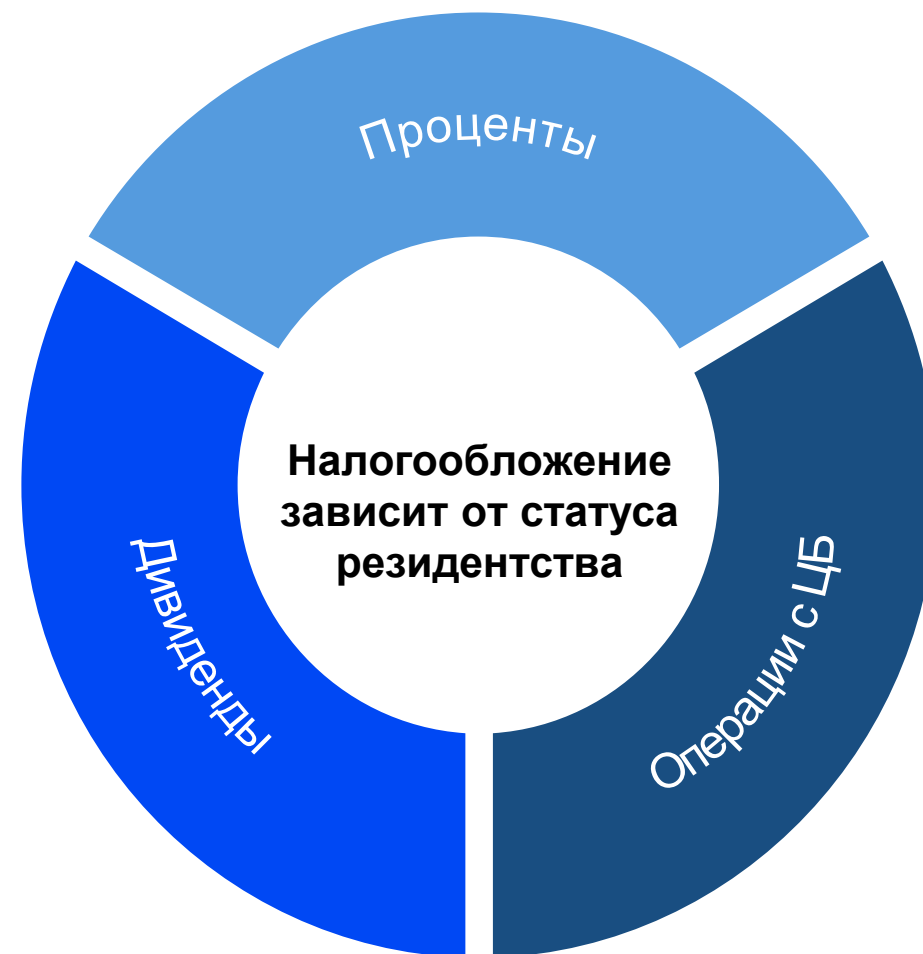 Проценты
Налогообложение
зависит от статуса
резидентства
Дивиденды
Операции с ЦБ